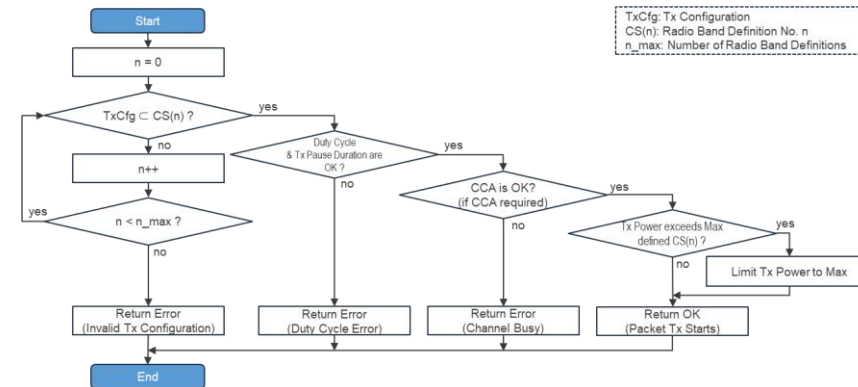 Start
TxCfg: Tx Configuration
CS(n): Radio Band Definition No. n
n_max: Number of Radio Band Definitions
n = 0
TxCfg ⊂ CS(n) ?
yes
no
Duty Cycle
& Tx Pause Duration are
OK ?
yes
no
n++
CCA is OK?
(if CCA required)
yes
no
n < n_max ?
yes
no
Tx Power exceeds Max
defined CS(n) ?
yes
no
Limit Tx Power to Max
Return Error
(Invalid Tx Configuration)
Return Error
(Duty Cycle Error)
Return Error
(Channel Busy)
Return OK
(Packet Tx Starts)
End